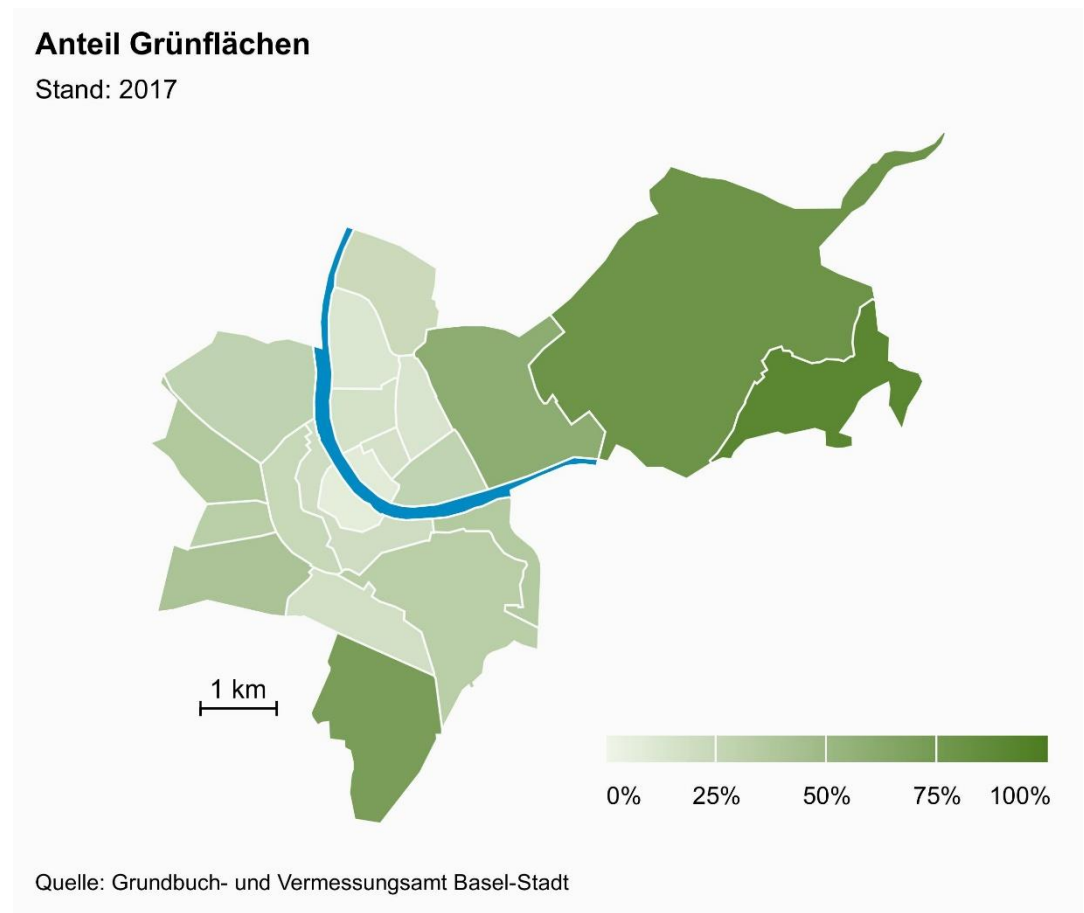 Anteil Grünflächen
Stand: 2017
1 km
0% 25% 50% 75% 100%
Quelle: Grundbuch- und Vermessungsamt Basel-Stadt